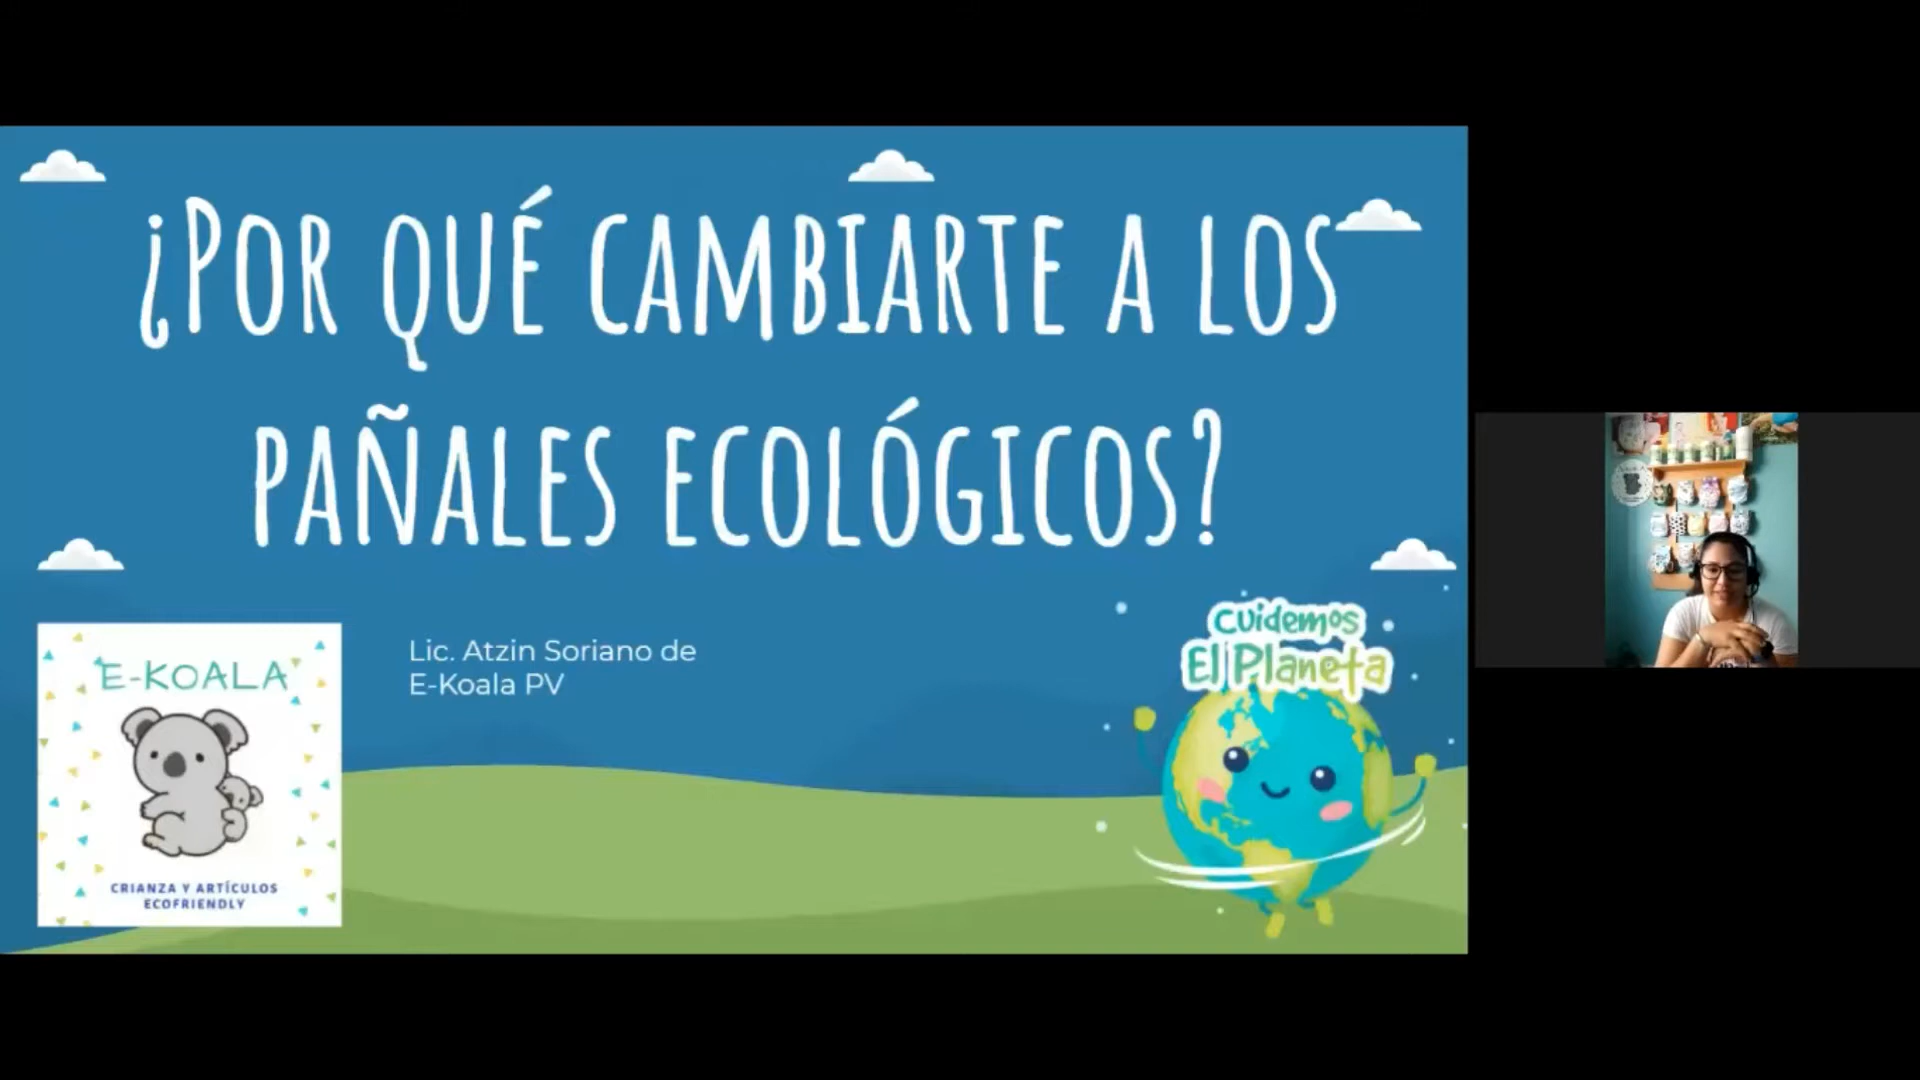 ¿Por qué cambiarte a los
pañales ecológicos?
Lic. Atzin Soriano de
E-Koala PV
E-KOALA
CRIANZA Y ARTÍCULOS
ECOFRIENDLY
Cuidemos
El Planeta